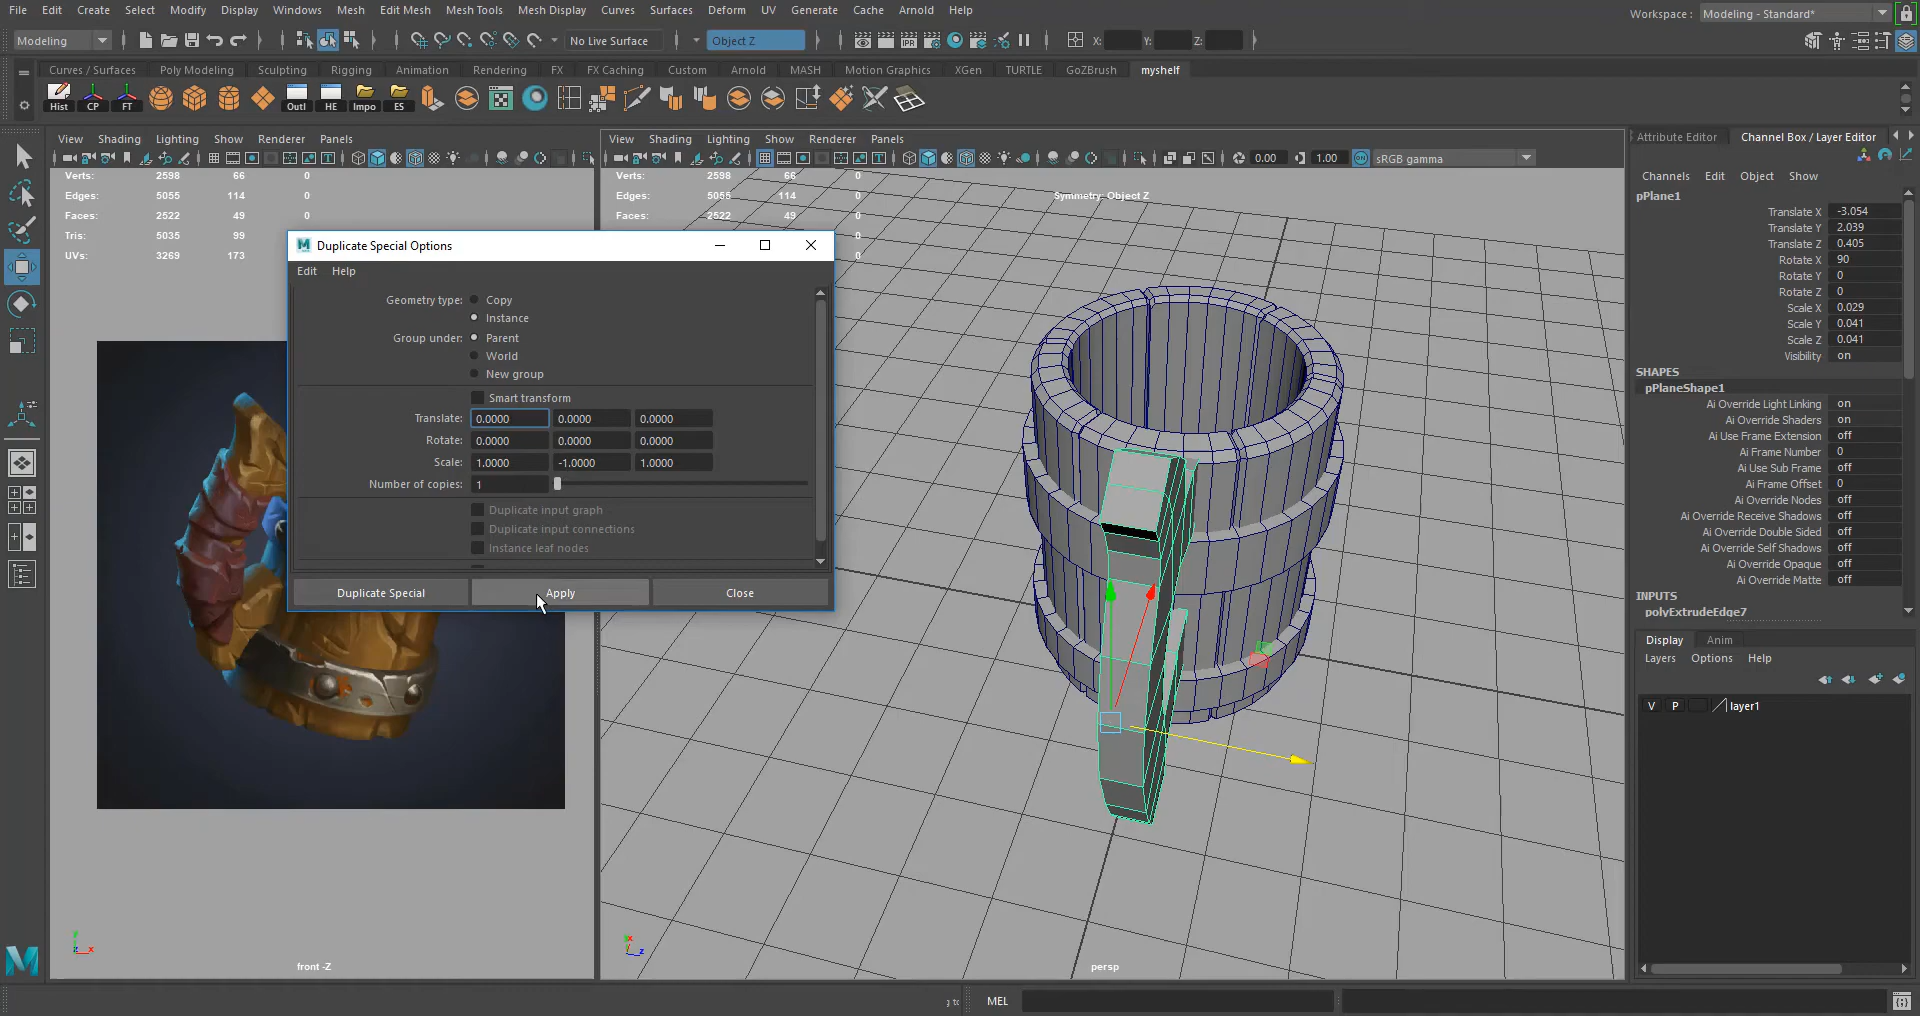 File Edit Create Select Modify Display Windows Mesh Edit Mesh Mesh Tools Mesh Display Curves Surfaces Deform UV Generate Cache Arnold Help
Workspace : Modeling - Standard*
Modeling No Live Surface Object Z X: Y: Z:
Curves / Surfaces Poly Modeling Sculpting Rigging Animation Rendering FX FX Caching Custom Arnold MASH Motion Graphics XGen TURTLE GoZBrush myshelf
Hist CP FT Outl HE Impo ES
View Shading Lighting Show Renderer Panels
View Shading Lighting Show Renderer Panels
0.00 1.00 sRGB gamma
Verts: 2598 66 0
Edges: 5055 114 0
Faces: 2522 49 0
Tris: 5035 99
UVs: 3269 173
Verts: 2598 66 0
Edges: 5055 114 0
Faces: 2522 49 0
0
0
Symmetry: Object Z
Duplicate Special Options
Edit Help
Geometry type: Copy
Instance
Group under: Parent
World
New group
Smart transform
Translate: 0.0000 0.0000 0.0000
Rotate: 0.0000 0.0000 0.0000
Scale: 1.0000 -1.0000 1.0000
Number of copies: 1
Duplicate input graph
Duplicate input connections
Instance leaf nodes
Duplicate Special Apply Close
front -Z
persp
Attribute Editor Channel Box / Layer Editor
Channels Edit Object Show
pPlane1
Translate X -3.054
Translate Y 2.039
Translate Z 0.405
Rotate X 90
Rotate Y 0
Rotate Z 0
Scale X 0.029
Scale Y 0.041
Scale Z 0.041
Visibility on
SHAPES
pPlaneShape1
Ai Override Light Linking on
Ai Override Shaders on
Ai Use Frame Extension off
Ai Frame Number 0
Ai Use Sub Frame off
Ai Frame Offset 0
Ai Override Nodes off
Ai Override Receive Shadows off
Ai Override Double Sided off
Ai Override Self Shadows off
Ai Override Opaque off
Ai Override Matte off
INPUTS
polyExtrudeEdge7
Display Anim
Layers Options Help
V P layer1
MEL